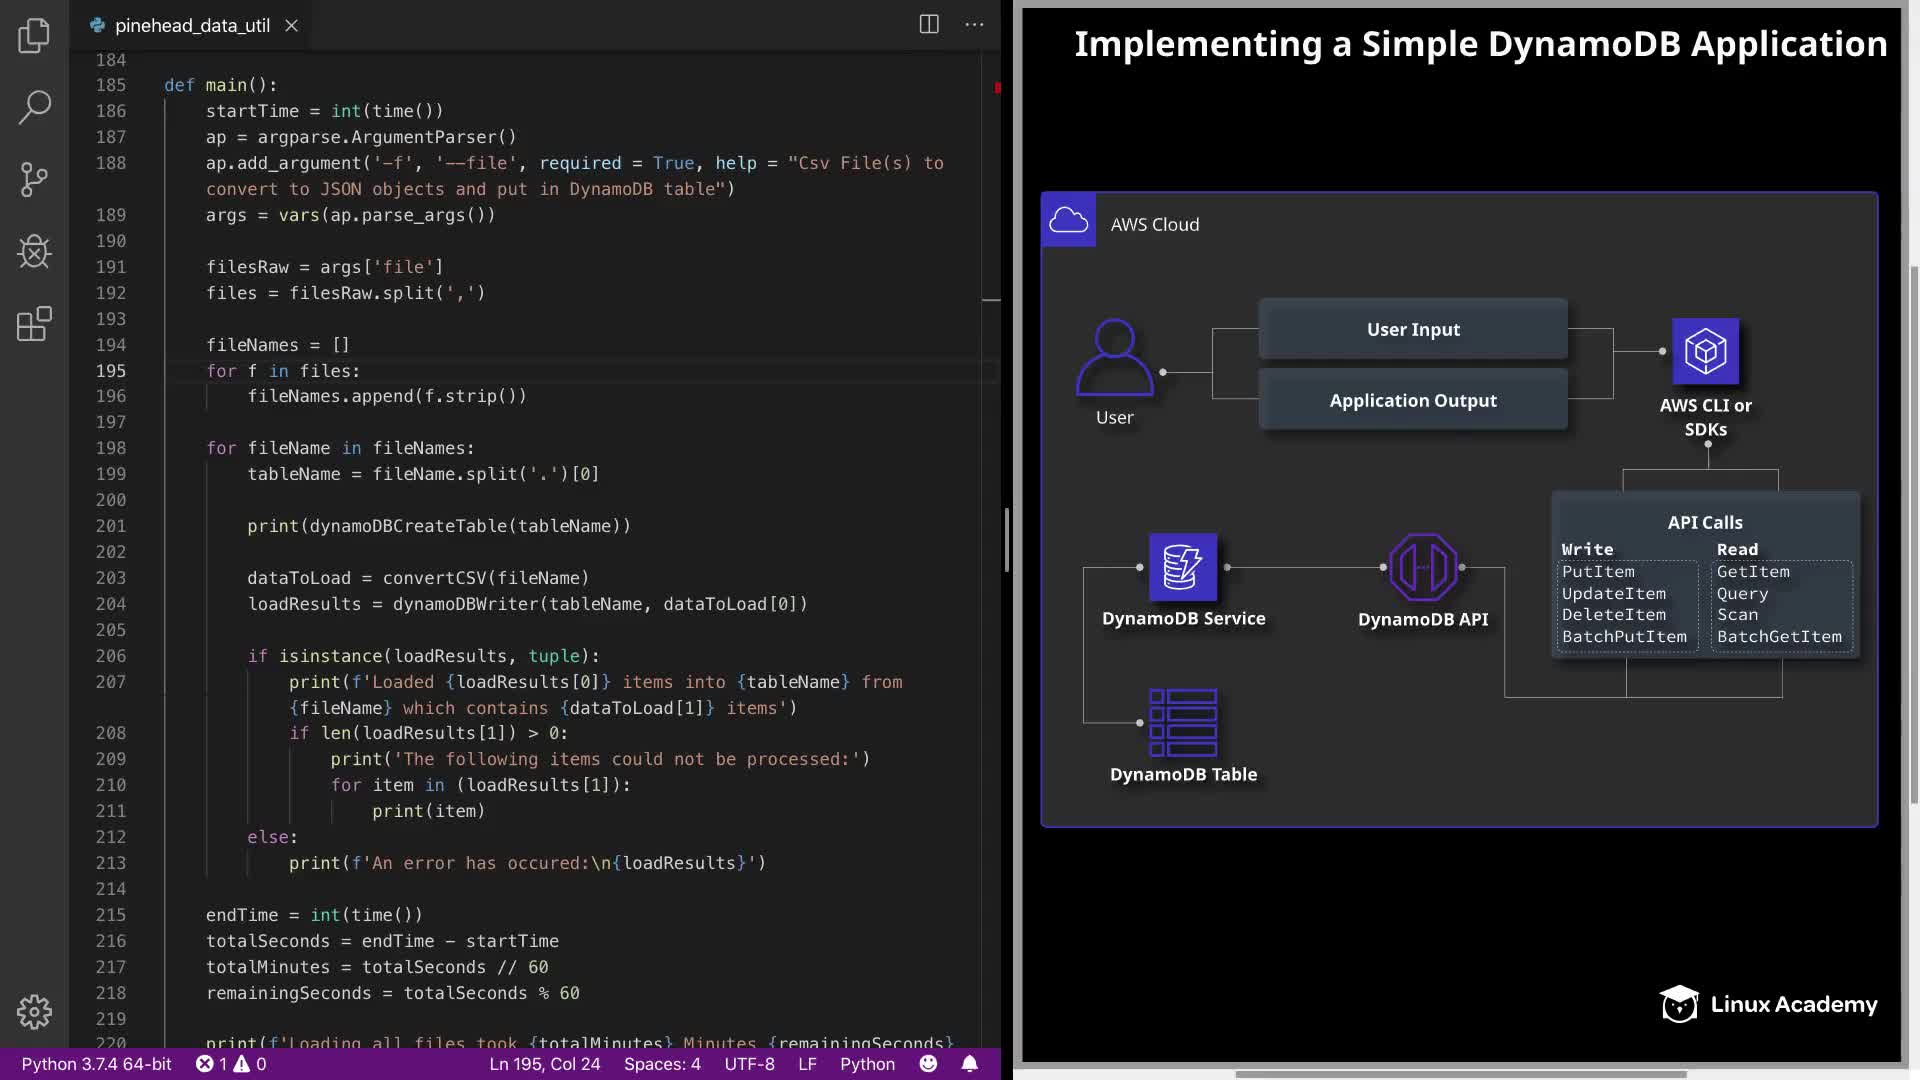 pinehead_data_util
184
185 def main():
186 startTime = int(time())
187 ap = argparse.ArgumentParser()
188 ap.add_argument('-f', '--file', required = True, help = "Csv File(s) to
convert to JSON objects and put in DynamoDB table")
189 args = vars(ap.parse_args())
190
191 filesRaw = args['file']
192 files = filesRaw.split(',')
193
194 fileNames = []
195 for f in files:
196 fileNames.append(f.strip())
197
198 for fileName in fileNames:
199 tableName = fileName.split('.')[0]
200
201 print(dynamoDBCreateTable(tableName))
202
203 dataToLoad = convertCSV(fileName)
204 loadResults = dynamoDBWriter(tableName, dataToLoad[0])
205
206 if isinstance(loadResults, tuple):
207 print(f'Loaded {loadResults[0]} items into {tableName} from
{fileName} which contains {dataToLoad[1]} items')
208 if len(loadResults[1]) > 0:
209 print('The following items could not be processed:')
210 for item in (loadResults[1]):
211 print(item)
212 else:
213 print(f'An error has occured:\n{loadResults}')
214
215 endTime = int(time())
216 totalSeconds = endTime - startTime
217 totalMinutes = totalSeconds // 60
218 remainingSeconds = totalSeconds % 60
219
220 print(f'Loading all files took {totalMinutes} Minutes {remainingSeconds}
Python 3.7.4 64-bit 1 0 Ln 195, Col 24 Spaces: 4 UTF-8 LF Python
Implementing a Simple DynamoDB Application
AWS Cloud
User Input
Application Output
User
AWS CLI or
SDKs
API Calls
Write Read
PutItem GetItem
UpdateItem Query
DeleteItem Scan
BatchPutItem BatchGetItem
DynamoDB Service
DynamoDB API
DynamoDB Table
Linux Academy